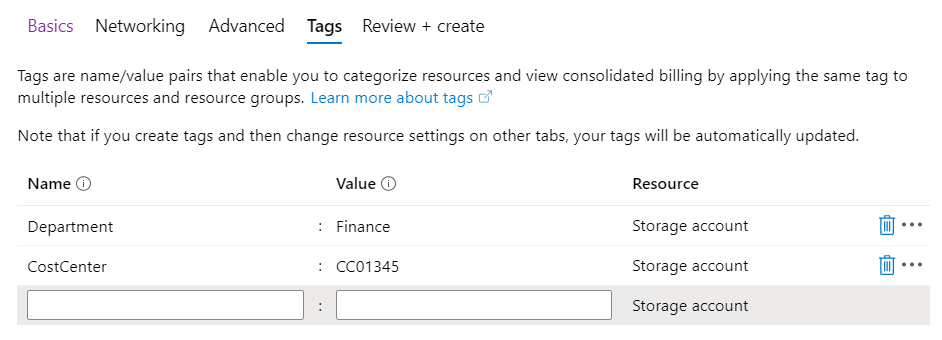 Basics Networking Advanced Tags Review + create
Tags are name/value pairs that enable you to categorize resources and view consolidated billing by applying the same tag to
multiple resources and resource groups. Learn more about tags
Note that if you create tags and then change resource settings on other tabs, your tags will be automatically updated.
Name Value Resource
Department : Finance Storage account
CostCenter : CC01345 Storage account
: Storage account